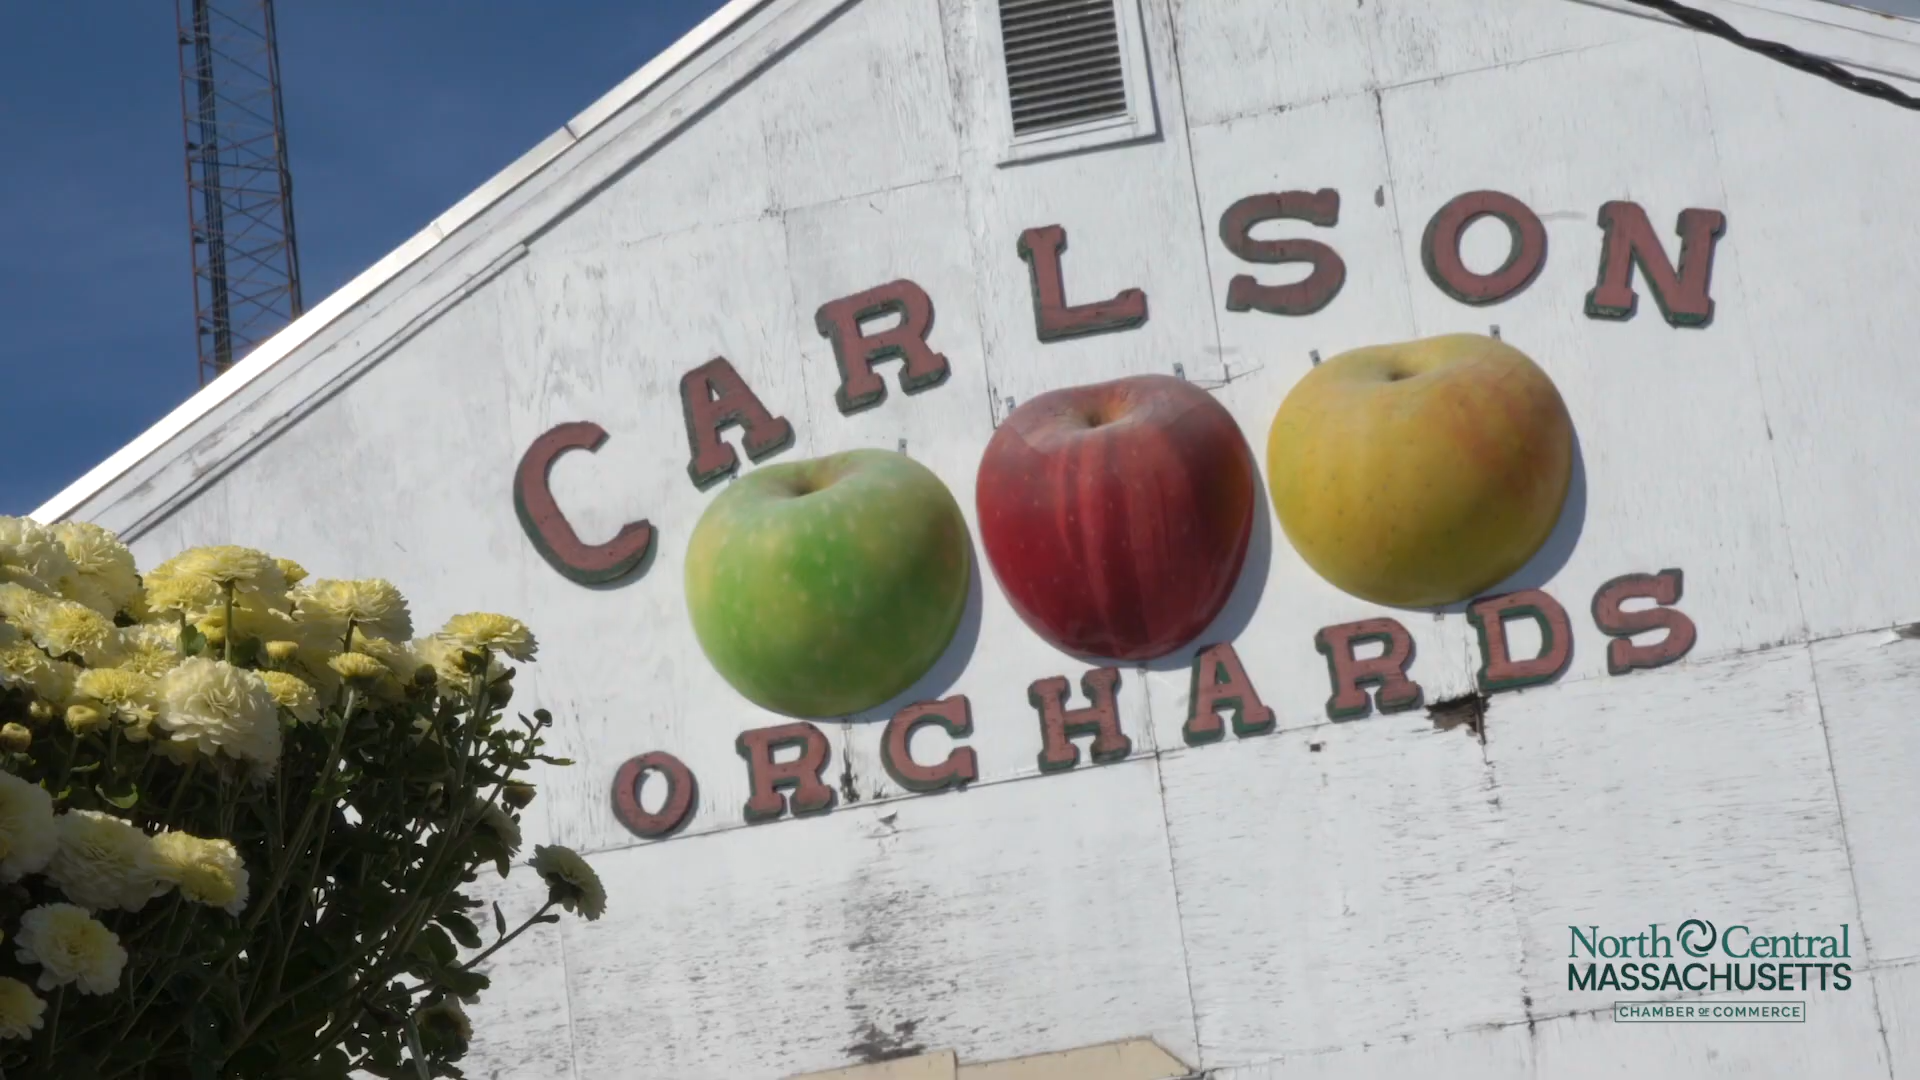 CARLSON
ORCHARDS
North Central
MASSACHUSETTS
CHAMBER OF COMMERCE